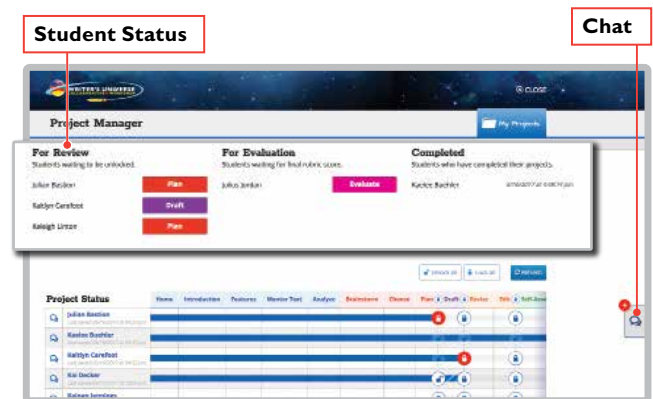 Student Status
Chat
WRITER'S UNIVERSE
CLOSE
Project Manager
My Projects
For Review
Students waiting to be unlocked.
Julian Bastion
Plan
Kaitlyn Carefoot
Draft
Kaleigh Linton
Plan
For Evaluation
Students waiting for final rubric score.
Julius Jordan
Evaluate
Completed
Students who have completed their projects.
Kaelee Buehler
Unlock all
Lock all
Refresh
Project Status
Home Introduction Features Mentor Text Analyze Brainstorm Choose Plan Draft Revise Edit
Julian Bastion
Kaelee Buehler
Kaitlyn Carefoot
Kai Decker